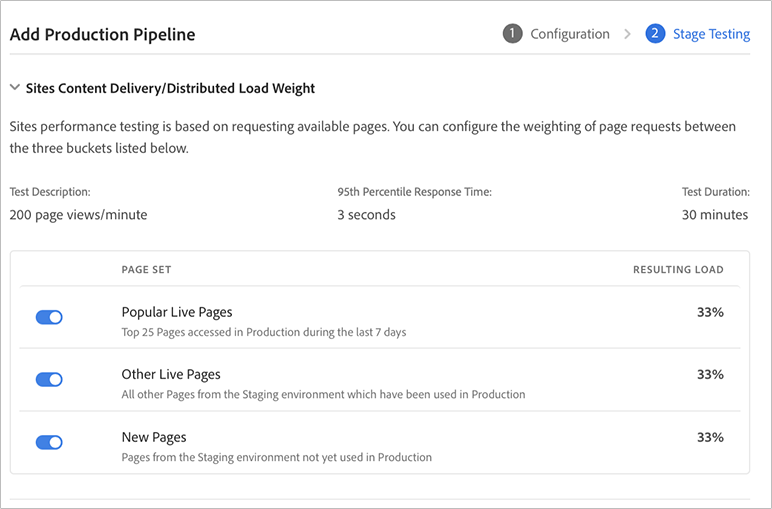 Add Production Pipeline
1 Configuration > 2 Stage Testing
Sites Content Delivery/Distributed Load Weight
Sites performance testing is based on requesting available pages. You can configure the weighting of page requests between
the three buckets listed below.
Test Description: 95th Percentile Response Time: Test Duration:
200 page views/minute 3 seconds 30 minutes
PAGE SET RESULTING LOAD
Popular Live Pages 33%
Top 25 Pages accessed in Production during the last 7 days
Other Live Pages 33%
All other Pages from the Staging environment which have been used in Production
New Pages 33%
Pages from the Staging environment not yet used in Production